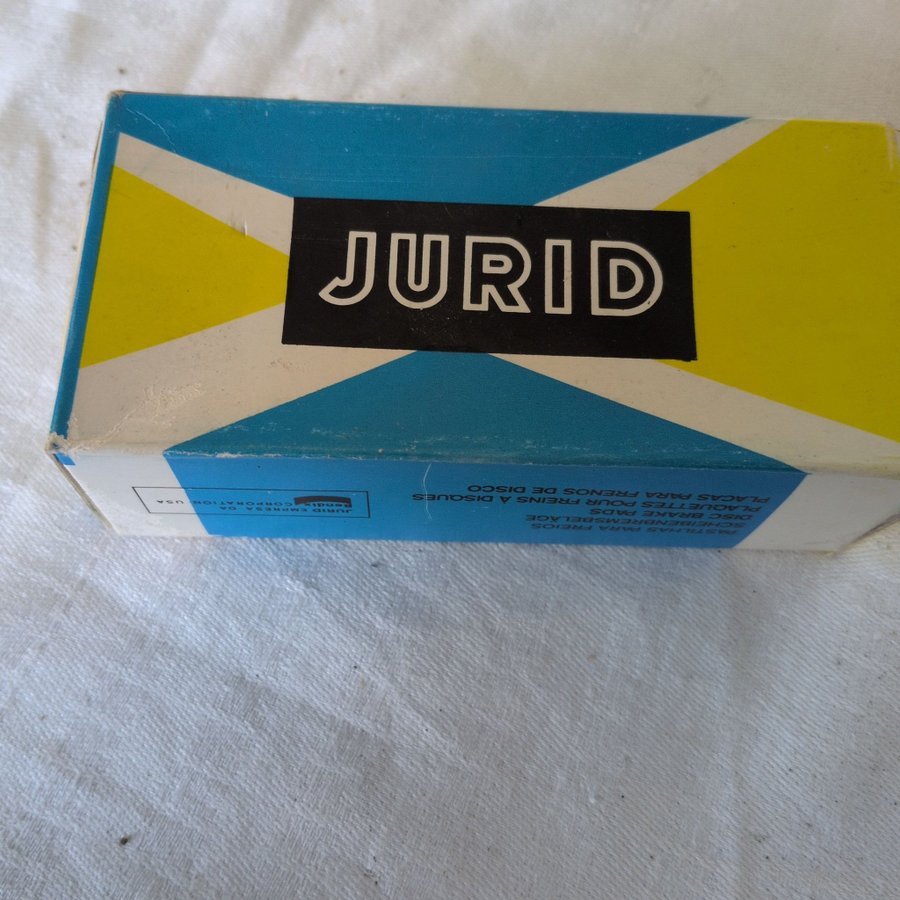 JURID
PASTILHAS PARA FREIOS
SCHEIBENBREMSBELÄGE
DISC BRAKE PADS
PLAQUETTES POUR FREINS A DISQUES
PLACAS PARA FRENOS DE DISCO
JURID EMPRESA DA
Bendix CORPORATION USA